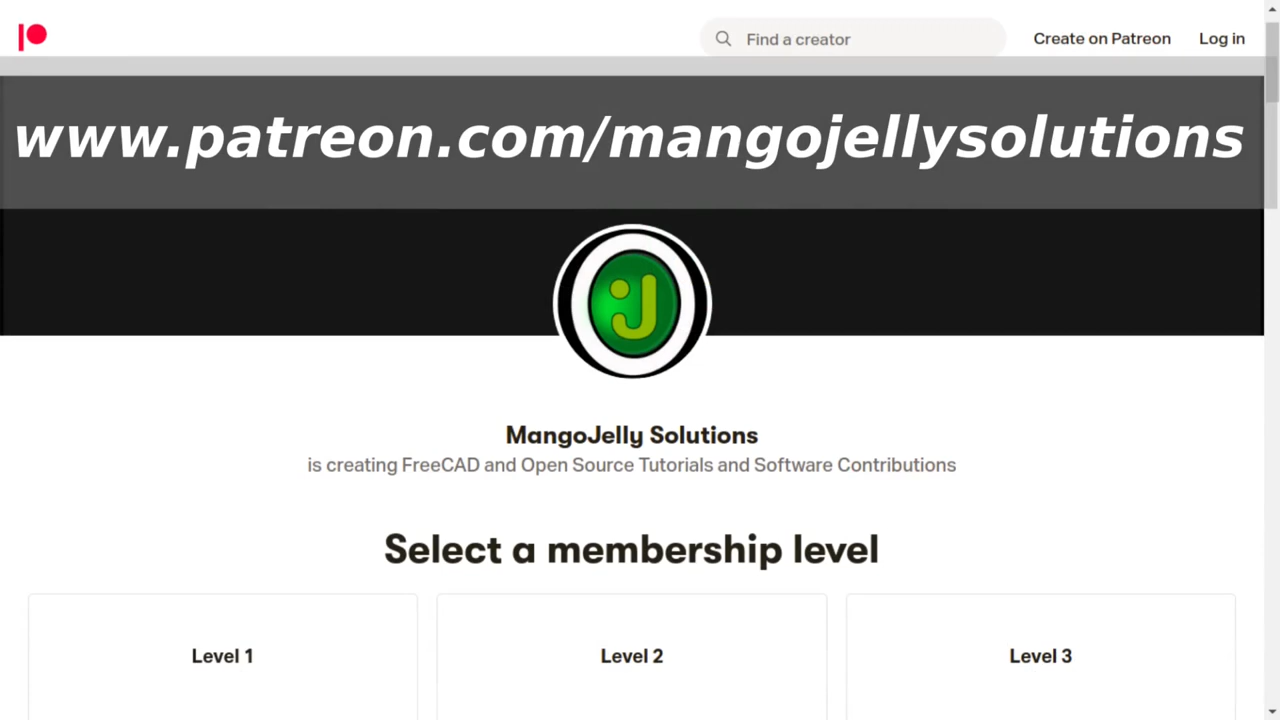 Find a creator
Create on Patreon
Log in
www.patreon.com/mangojellysolutions
MangoJelly Solutions
is creating FreeCAD and Open Source Tutorials and Software Contributions
Select a membership level
Level 1
Level 2
Level 3